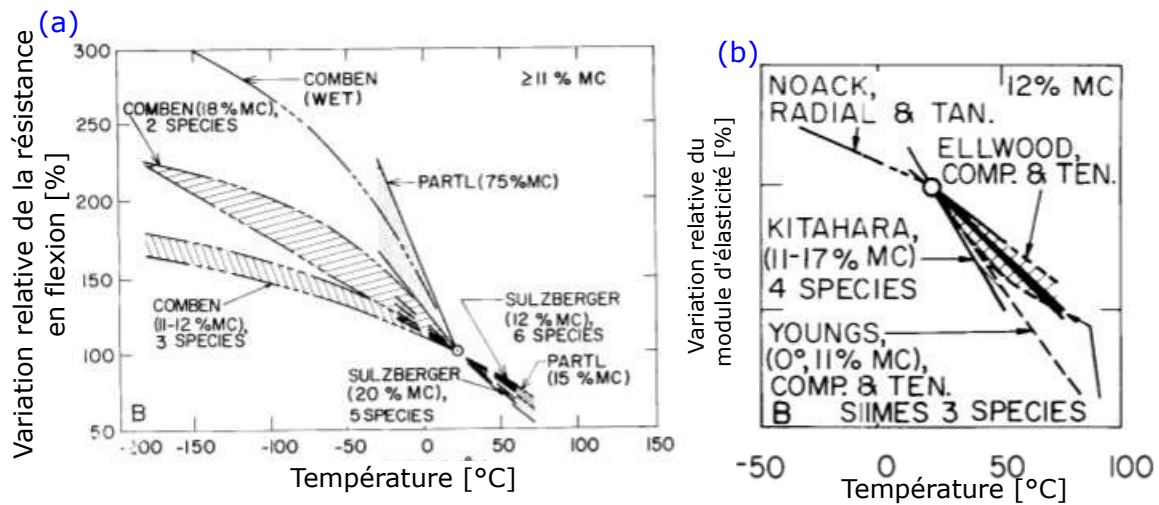 (a)
Variation relative de la résistance
en flexion [%]
300
250
200
150
100
50
COMBEN
(WET)
≥11 % MC
COMBEN (18% MC),
2 SPECIES
PARTL (75% MC)
COMBEN
(11-12 % MC),
3 SPECIES
SULZBERGER
(12 % MC),
6 SPECIES
PARTL
(15 % MC)
SULZBERGER
(20 % MC),
5 SPECIES
B
-200 -150 -100 -50 0 50 100 150
Température [°C]
(b)
Variation relative du
module d'élasticité [%]
NOACK,
RADIAL & TAN.
12% MC
ELLWOOD,
COMP. & TEN.
KITAHARA,
(11-17% MC)
4 SPECIES
YOUNGS,
(0°, 11% MC),
COMP. & TEN.
B SIIMES 3 SPECIES
-50 0 50 100
Température [°C]